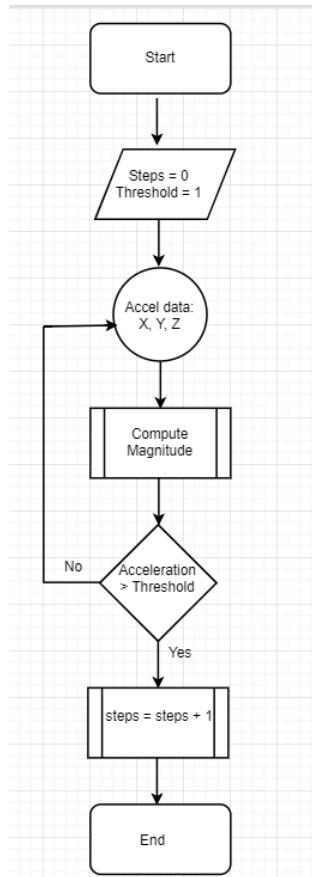 Start
Steps = 0
Threshold = 1
Accel data:
X, Y, Z
Compute
Magnitude
Acceleration
> Threshold
No
Yes
steps = steps + 1
End